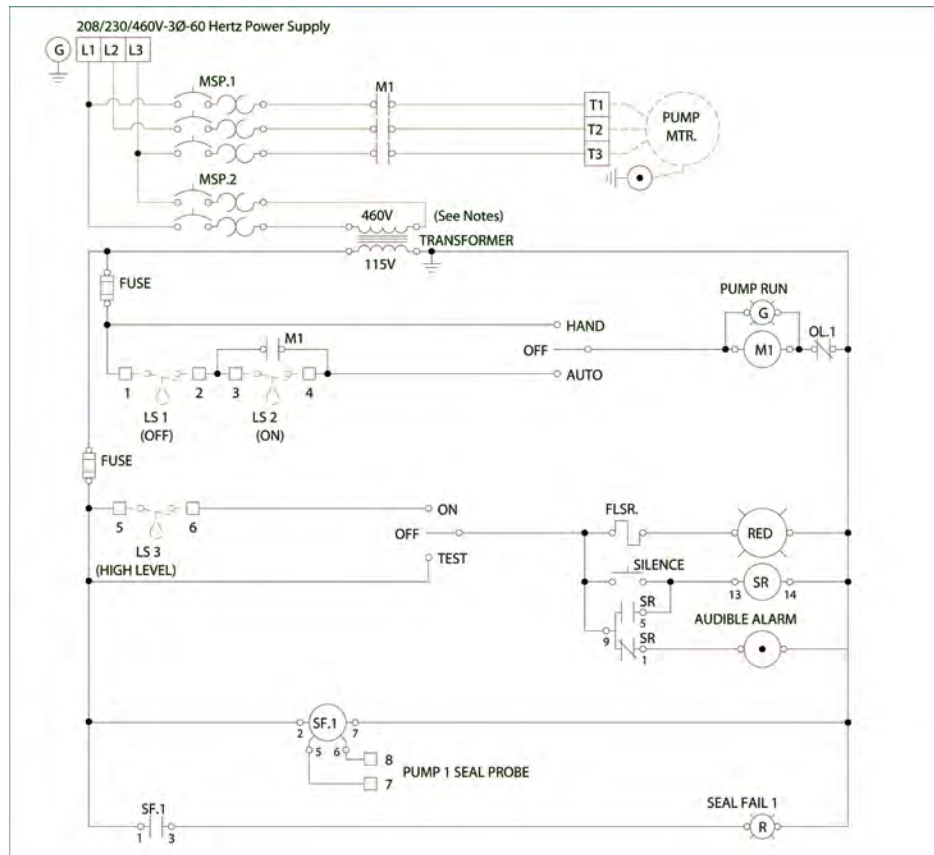 208/230/460V-3Ø-60 Hertz Power Supply
G L1 L2 L3
MSP.1
M1
T1
T2
T3
PUMP
MTR.
MSP.2
460V
(See Notes)
TRANSFORMER
115V
FUSE
PUMP RUN
G
HAND
OFF
M1
OL.1
M1
AUTO
1 2 3 4
LS 1
(OFF)
LS 2
(ON)
FUSE
5 6
LS 3
(HIGH LEVEL)
ON
OFF
TEST
FLSR.
RED
SILENCE
13 SR 14
SR
5
9
SR
1
AUDIBLE ALARM
2 SF.1 7
5 6
8
7
PUMP 1 SEAL PROBE
SF.1
1 3
SEAL FAIL 1
R